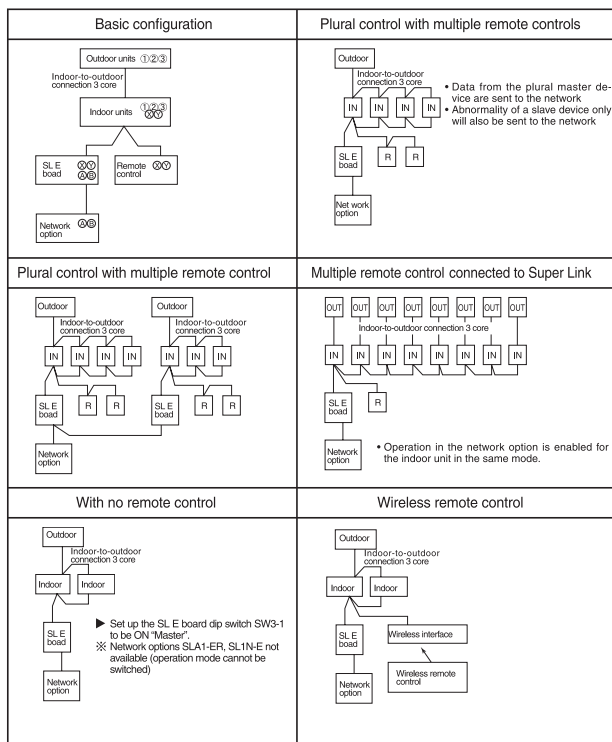 Basic configuration
Outdoor units ①②③
Indoor-to-outdoor
connection 3 core
Indoor units ①②③
ⓍⓎ
SL E
boad
ⓍⓎ
ⒶⒷ
Remote
control
ⓍⓎ
Network
option
ⒶⒷ
Plural control with multiple remote controls
Outdoor
Indoor-to-outdoor
connection 3 core
IN IN IN IN
SL E
boad
R R
Net work
option
• Data from the plural master de-
vice are sent to the network
• Abnormality of a slave device only
will also be sent to the network
Plural control with multiple remote control
Outdoor Outdoor
Indoor-to-outdoor
connection 3 core
Indoor-to-outdoor
connection 3 core
IN IN IN IN IN IN IN IN
SL E
boad
R R
SL E
boad
R R
Network
option
Multiple remote control connected to Super Link
OUT OUT OUT OUT OUT OUT OUT OUT
Indoor-to-outdoor connection 3 core
IN IN IN IN IN IN IN IN
SL E
boad
R
Network
option
• Operation in the network option is enabled for
the indoor unit in the same mode.
With no remote control
Outdoor
Indoor-to-outdoor
connection 3 core
Indoor Indoor
SL E
boad
Network
option
▶ Set up the SL E board dip switch SW3-1
to be ON "Master".
※ Network options SLA1-ER, SL1N-E not
available (operation mode cannot be
switched)
Wireless remote control
Outdoor
Indoor-to-outdoor
connection 3 core
Indoor Indoor
SL E
boad
Wireless interface
Network
option
Wireless remote
control